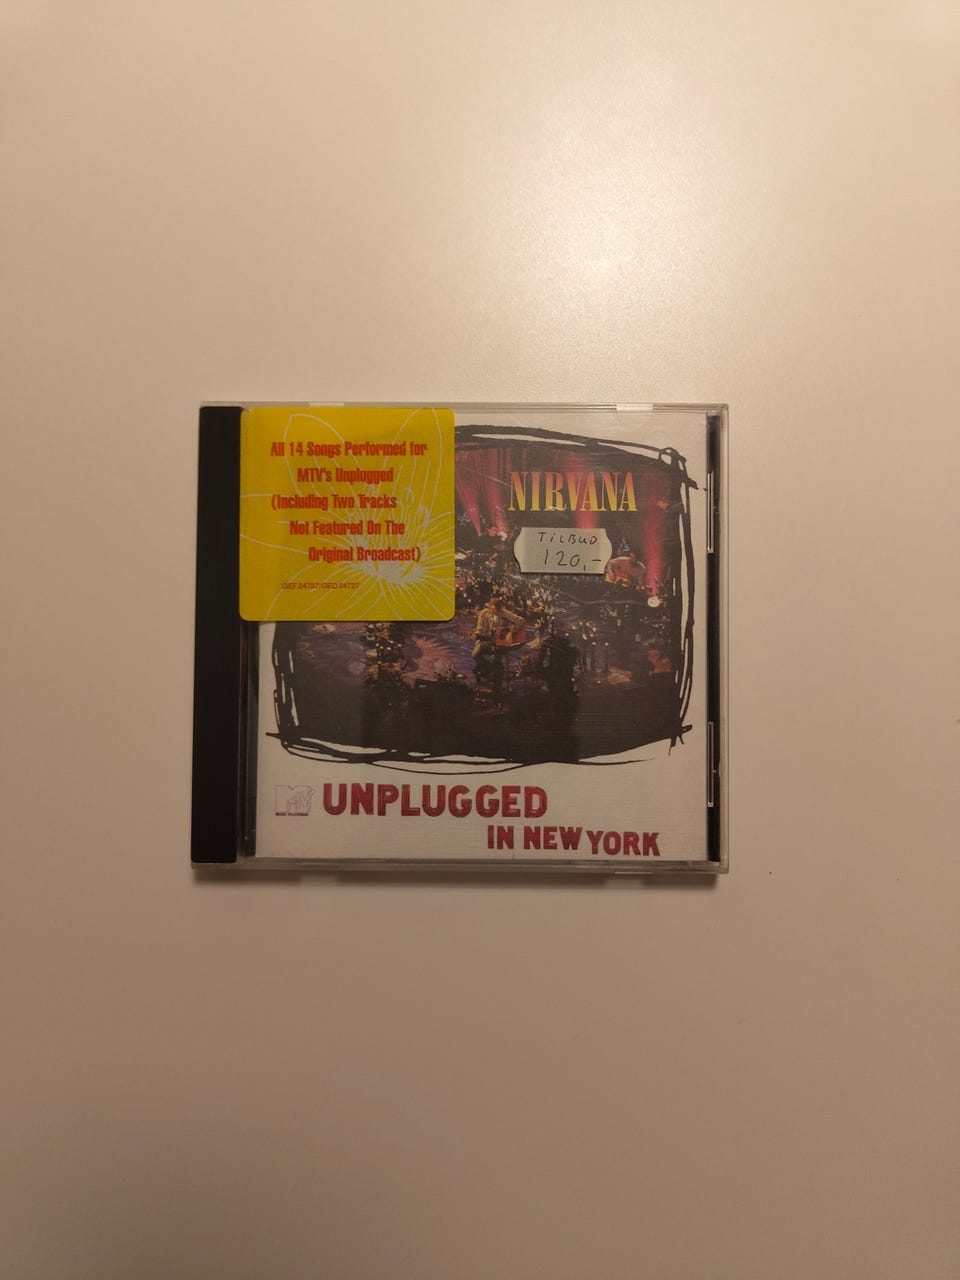 All 14 Songs Performed for
MTV's Unplugged
(Including Two Tracks
Not Featured On The
Original Broadcast)
GEF 24727/GED 24727
NIRVANA
TILBUD
120,-
MTV
UNPLUGGED
IN NEW YORK